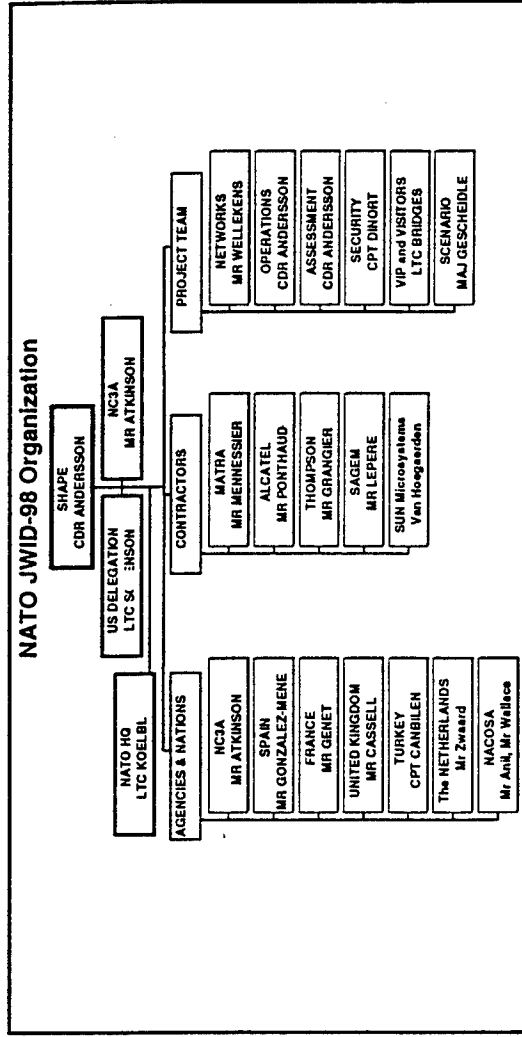 NATO JWID-98 Organization
SHAPE
CDR ANDERSSON
US DELEGATION
LTC
NC3A
MR ATKINSON
NATO HQ
LTC KOELBL
AGENCIES & NATIONS
NC3A
MR ATKINSON
SPAIN
MR GONZALEZ-MENE
FRANCE
MR GENET
UNITED KINGDOM
MR CASSELL
TURKEY
CPT CANBILEN
The NETHERLANDS
Mr Zwaard
NACOSA
Mr Anil, Mr Wallace
CONTRACTORS
MATRA
MR MENNESSIER
ALCATEL
MR PONTHAUD
THOMPSON
MR GRANGIER
SAGEM
MR LEPERE
SUN Microsystems
Van Hoegaerden
PROJECT TEAM
NETWORKS
MR WELLEKENS
OPERATIONS
CDR ANDERSSON
ASSESSMENT
CDR ANDERSSON
SECURITY
CPT DINORT
VIP and VISITORS
LTC BRIDGES
SCENARIO
MAJ GESCHEIDLE